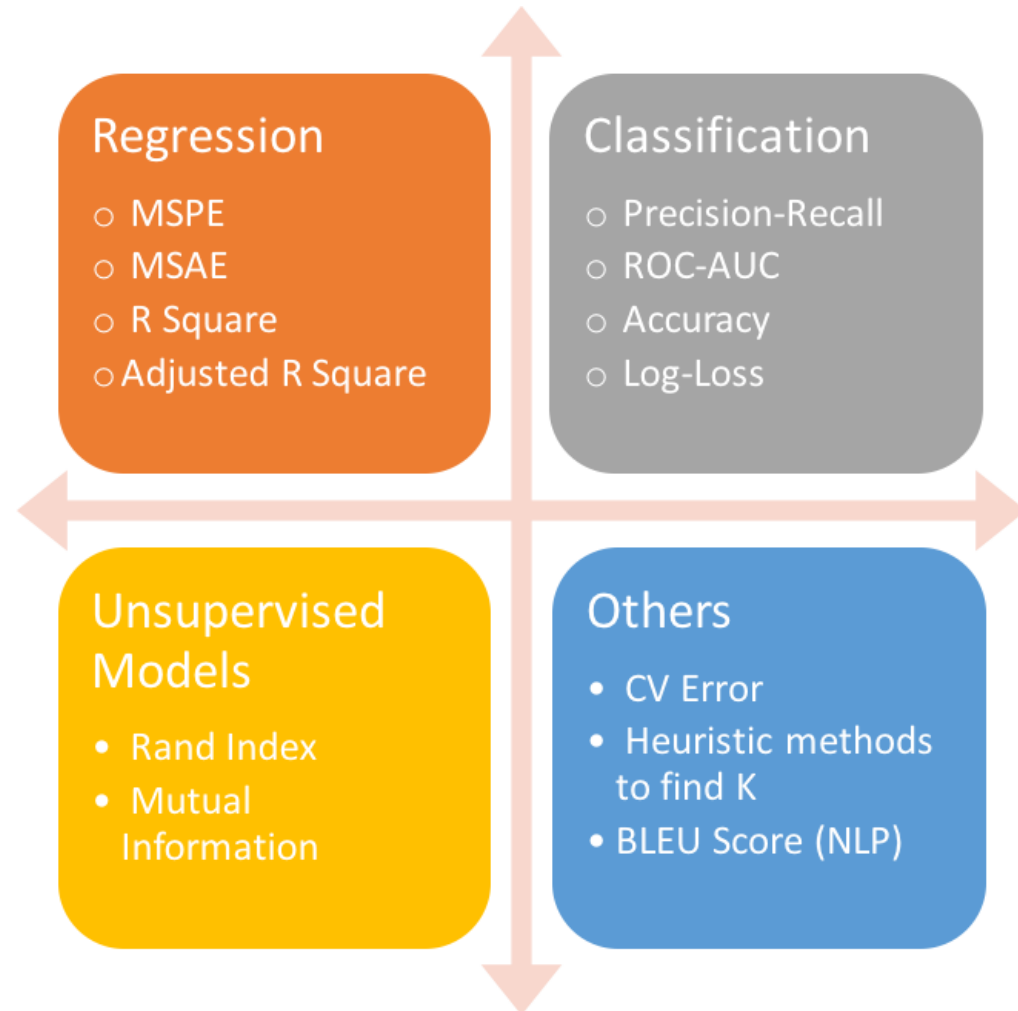 Regression
○ MSPE
○ MSAE
○ R Square
○ Adjusted R Square
Classification
○ Precision-Recall
○ ROC-AUC
○ Accuracy
○ Log-Loss
Unsupervised
Models
• Rand Index
• Mutual
Information
Others
• CV Error
• Heuristic methods
to find K
• BLEU Score (NLP)